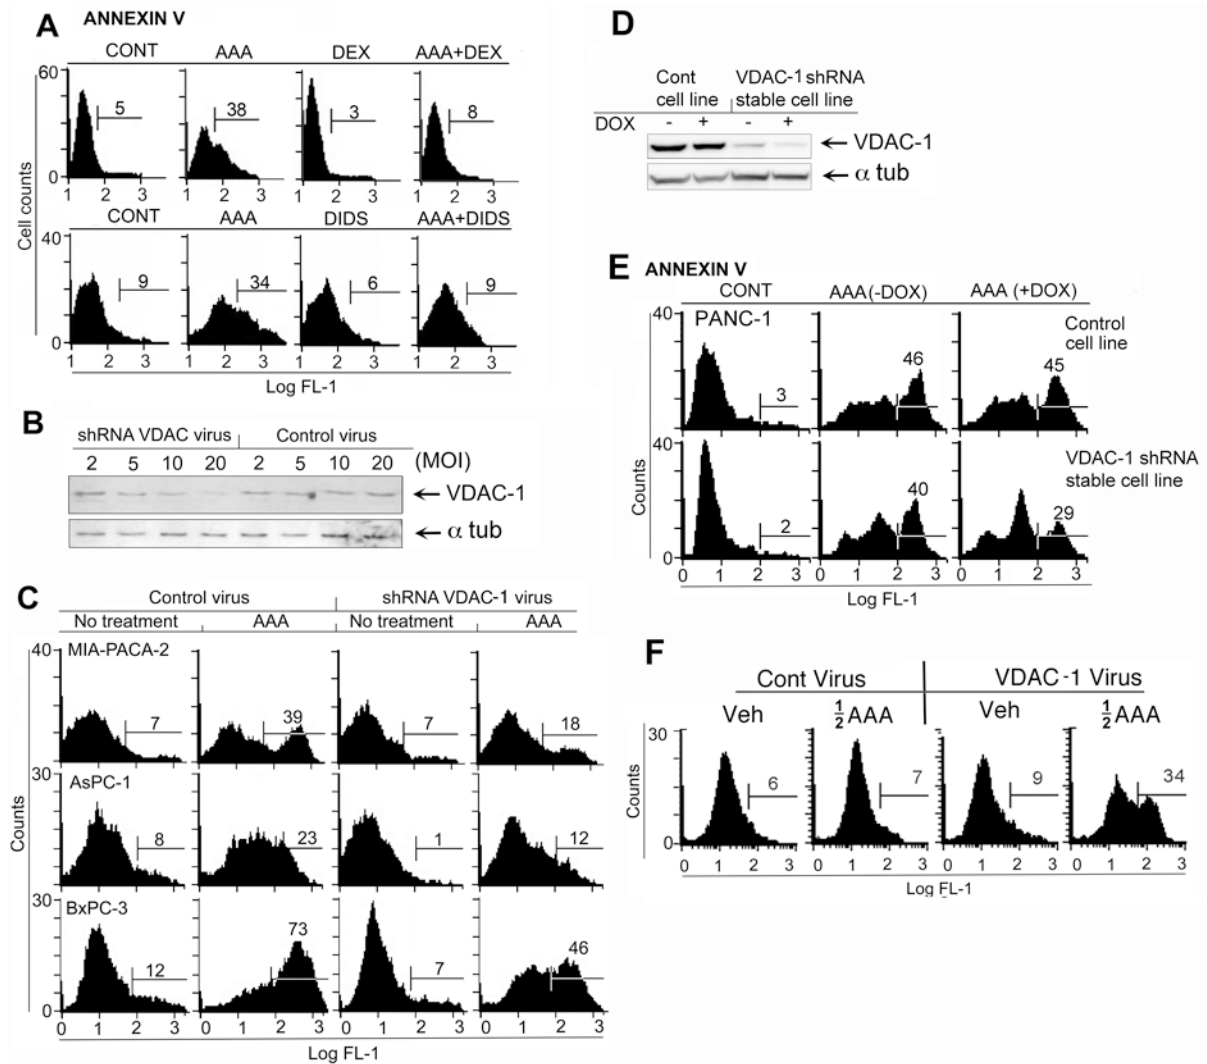 A ANNEXIN V
CONT AAA DEX AAA+DEX
60 5 38 3 8
0
1 2 3 1 2 3 1 2 3 1 2 3
CONT AAA DIDS AAA+DIDS
40 9 34 6 9
0
1 2 3 1 2 3 1 2 3 1 2 3
Cell counts
Log FL-1
B
shRNA VDAC virus Control virus
2 5 10 20 2 5 10 20 (MOI)
VDAC-1
α tub
C
Control virus shRNA VDAC-1 virus
No treatment AAA No treatment AAA
40 MIA-PACA-2
7 39 7 18
0
30 AsPC-1
8 23 1 12
0
30 BxPC-3
12 73 7 46
0
0 1 2 3 0 1 2 3 0 1 2 3 0 1 2 3
Counts
Log FL-1
D
Cont cell line
VDAC-1 shRNA stable cell line
DOX - + - +
VDAC-1
α tub
E ANNEXIN V
CONT AAA(-DOX) AAA (+DOX)
40 PANC-1
3 46 45
Control cell line
0
40
2 40 29
VDAC-1 shRNA stable cell line
0
0 1 2 3 0 1 2 3 0 1 2 3
Counts
Log FL-1
F
Cont Virus VDAC-1 Virus
Veh ½AAA Veh ½AAA
30 6 7 9 34
0
0 1 2 3 0 1 2 3 0 1 2 3 0 1 2 3
Counts
Log FL-1